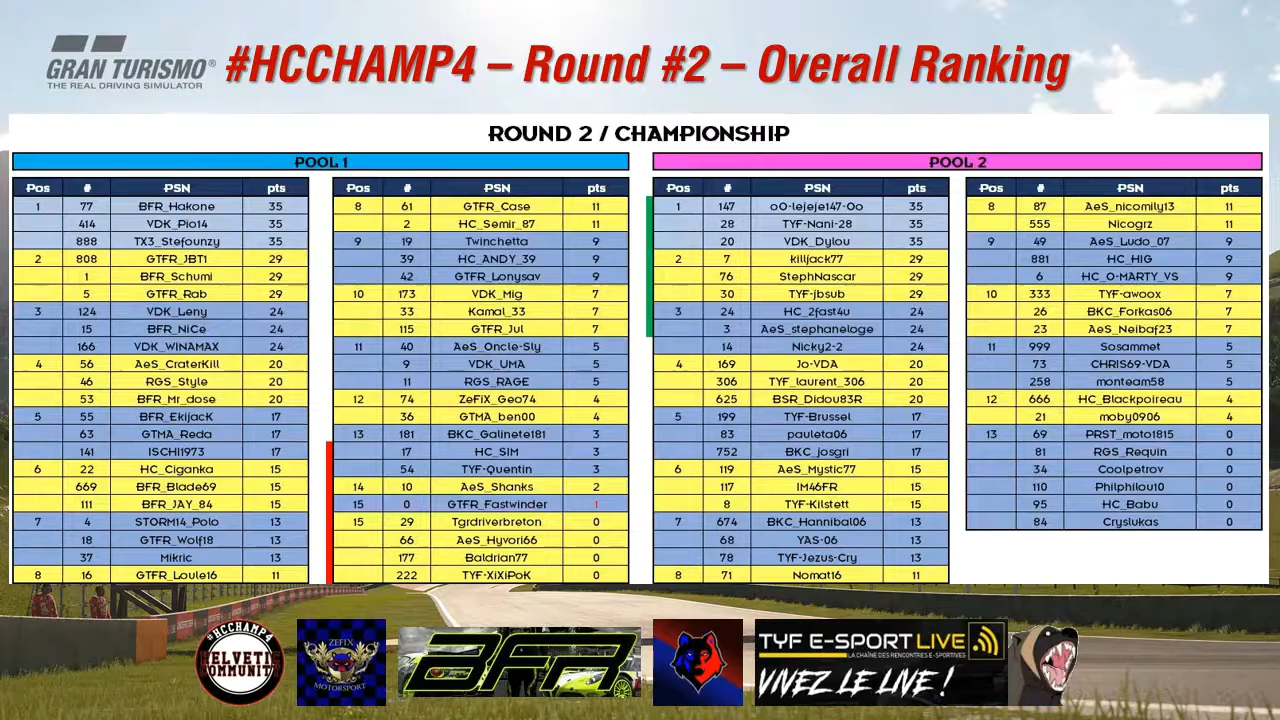 GRAN TURISMO®
THE REAL DRIVING SIMULATOR
#HCCHAMP4 – Round #2 – Overall Ranking
ROUND 2 / CHAMPIONSHIP
POOL 1
Pos # PSN pts
1 77 BFR_Hakone 35
414 VDK_Pio14 35
888 TX3_Stefounzy 35
2 808 GTFR_JBT1 29
1 BFR_Schumi 29
5 GTFR_Rab 29
3 124 VDK_Leny 24
15 BFR_NiCe 24
166 VDK_WiNAMAX 24
4 56 AeS_CraterKill 20
46 RGS_Style 20
53 BFR_Mr_dose 20
5 55 BFR_EkijacK 17
63 GTMA_Reda 17
141 ISCHI1973 17
6 22 HC_Ciganka 15
669 BFR_Blade69 15
111 BFR_JAY_84 15
7 4 STORM14_Polo 13
18 GTFR_Wolf18 13
37 Mikric 13
8 16 GTFR_Loule16 11
Pos # PSN pts
8 61 GTFR_Case 11
2 HC_Semir_87 11
9 19 Twinchetta 9
39 HC_ANDY_39 9
42 GTFR_Lonysav 9
10 173 VDK_Mig 7
33 Kamal_33 7
115 GTFR_Jul 7
11 40 AeS_Oncle-Sly 5
9 VDK_UMA 5
11 RGS_RAGE 5
12 74 ZeFiX_Geo74 4
36 GTMA_ben00 4
13 181 BKC_Galinete181 3
17 HC_SIM 3
54 TYF-Quentin 3
14 10 AeS_Shanks 2
15 0 GTFR_Fastwinder 1
15 29 Tgrdriverbreton 0
66 AeS_Hyvori66 0
177 Baldrian77 0
222 TYF-XiXiPoK 0
POOL 2
Pos # PSN pts
1 147 oO-lejeje147-Oo 35
28 TYF-Nani-28 35
20 VDK_Dylou 35
2 7 killjack77 29
76 StephNascar 29
30 TYF-jbsub 29
3 24 HC_2fast4u 24
3 AeS_stephaneloge 24
14 Nicky2-2 24
4 169 Jo-VDA 20
306 TYF_laurent_306 20
625 BSR_Didou83R 20
5 199 TYF-Brussel 17
83 pauleta06 17
752 BKC_josgri 17
6 119 AeS_Mystic77 15
117 IM46FR 15
8 TYF-Kilstett 15
7 674 BKC_Hannibal06 13
68 YAS-06 13
78 TYF-Jezus-Cry 13
8 71 Nomat16 11
Pos # PSN pts
8 87 AeS_nicomily13 11
555 Nicogrz 11
9 49 AeS_Ludo_07 9
881 HC_HIG 9
6 HC_O-MARTY_VS 9
10 333 TYF-awoox 7
26 BKC_Forkas06 7
23 AeS_Neibaf23 7
11 999 Sosammet 5
73 CHRIS69-VDA 5
258 monteam58 5
12 666 HC_Blackpoireau 4
21 moby0906 4
13 69 PRST_moto1815 0
81 RGS_Requin 0
34 Coolpetrov 0
110 Philphilou10 0
95 HC_Babu 0
84 Cryslukas 0
#HCCHAMP4
HELVETIC
COMMUNITY
ZEFIX
MOTORSPORT
BFR
TYF E-SPORT LIVE
LA CHAÎNE DES RENCONTRES E-SPORTIVES
VIVEZ LE LIVE !